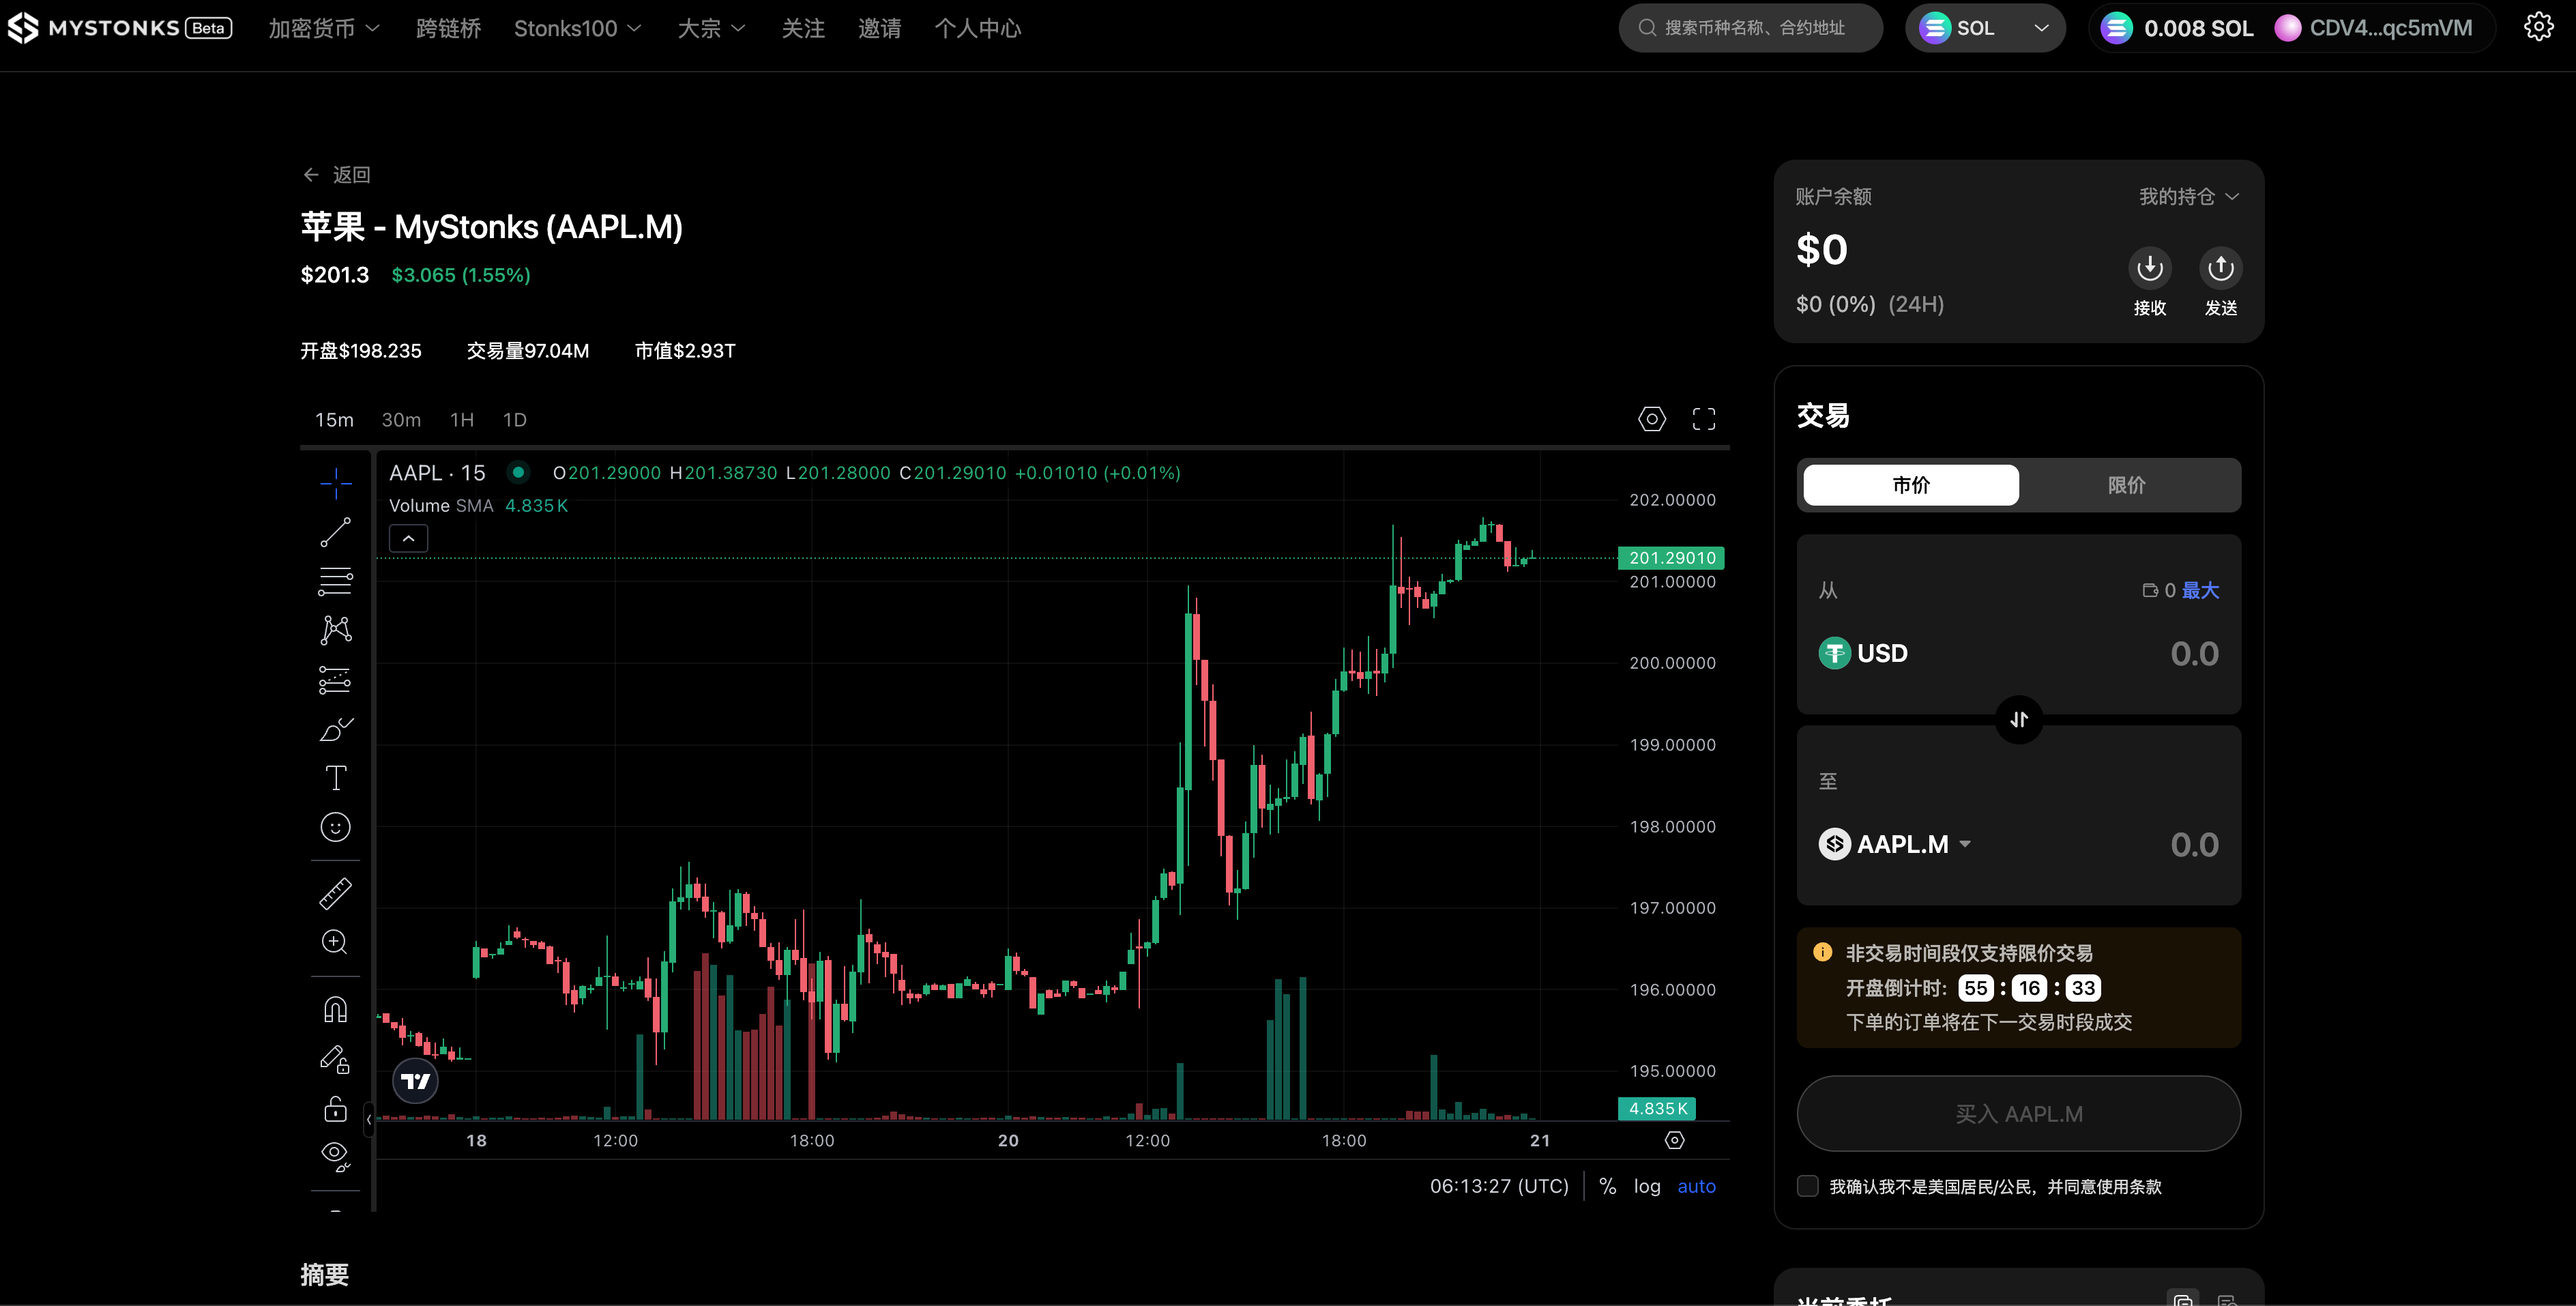 MYSTONKS Beta 加密货币 跨链桥 Stonks100 大宗 关注 邀请 个人中心 搜索币种名称、合约地址 SOL 0.008 SOL CDV4...qc5mVM
返回
苹果 - MyStonks (AAPL.M)
$201.3 $3.065 (1.55%)
开盘$198.235 交易量97.04M 市值$2.93T
15m 30m 1H 1D
AAPL · 15 O201.29000 H201.38730 L201.28000 C201.29010 +0.01010 (+0.01%)
Volume SMA 4.835K
202.00000
201.29010
201.00000
200.00000
199.00000
198.00000
197.00000
196.00000
195.00000
4.835K
18 12:00 18:00 20 12:00 18:00 21
06:13:27 (UTC) % log auto
摘要
账户余额 我的持仓
$0
$0 (0%) (24H)
接收 发送
交易
市价 限价
从 0 最大
USD 0.0
至
AAPL.M 0.0
非交易时间段仅支持限价交易
开盘倒计时: 55 : 16 : 33
下单的订单将在下一交易时段成交
买入 AAPL.M
我确认我不是美国居民/公民，并同意使用条款
当前委托